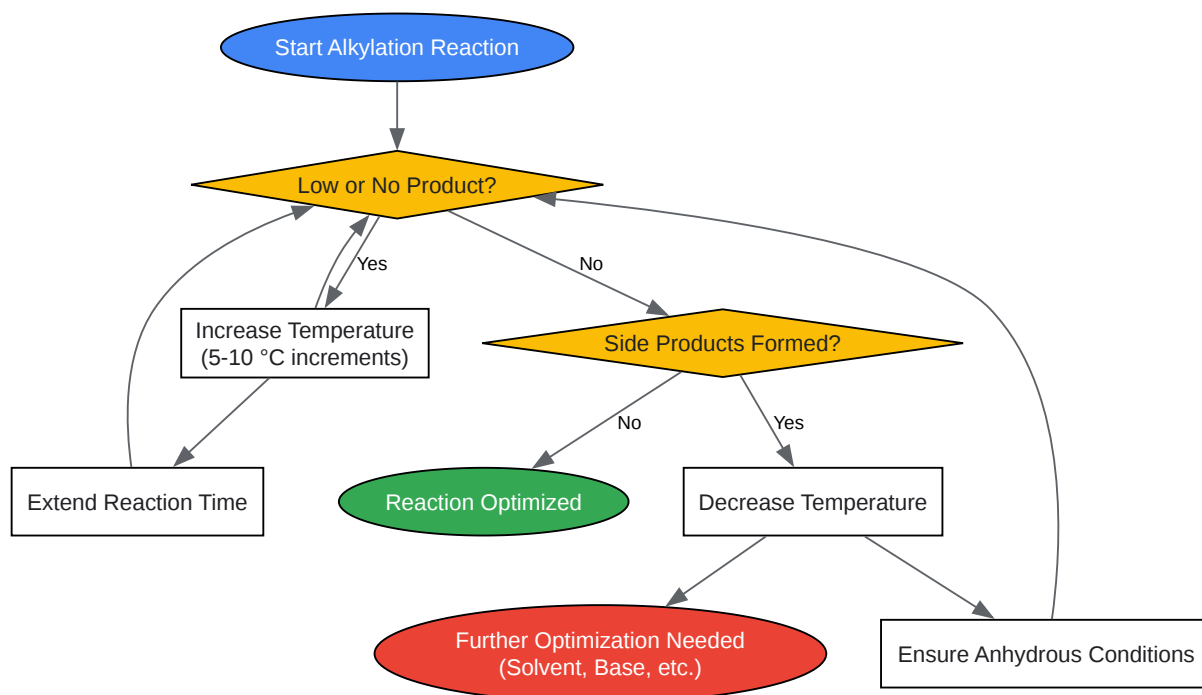 Start Alkylation Reaction
Low or No Product?
Yes
No
Increase Temperature
(5-10 °C increments)
Side Products Formed?
No
Yes
Extend Reaction Time
Reaction Optimized
Decrease Temperature
Further Optimization Needed
(Solvent, Base, etc.)
Ensure Anhydrous Conditions